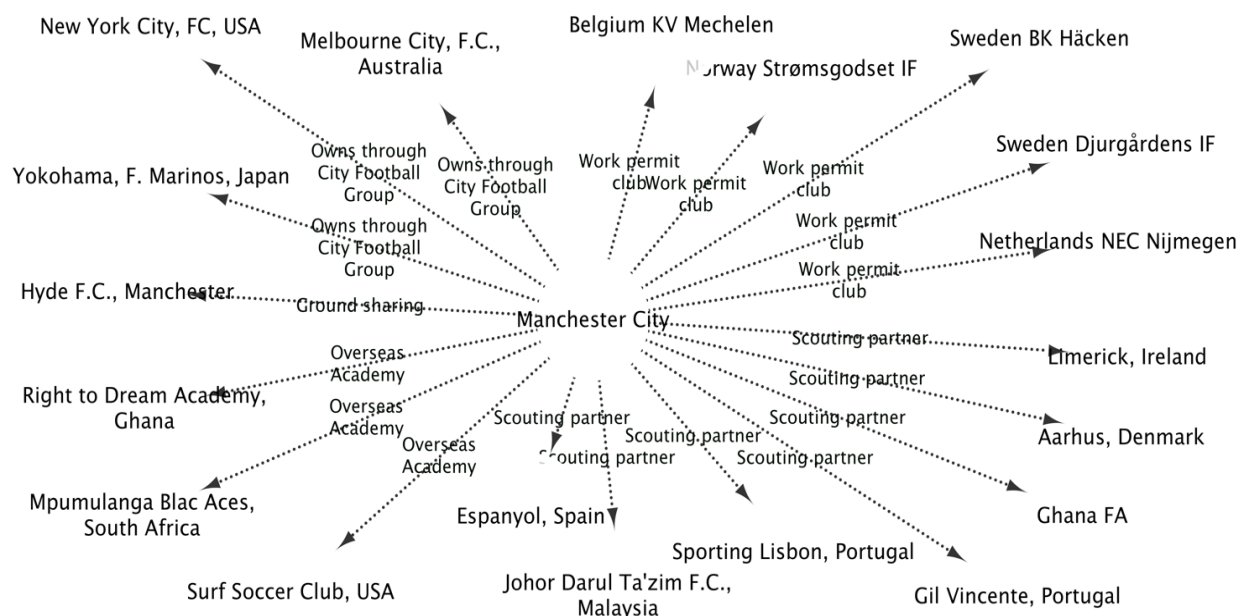 New York City, FC, USA
Melbourne City, F.C.,
Australia
Belgium KV Mechelen
Norway Strømsgodset IF
Sweden BK Häcken
Sweden Djurgårdens IF
Yokohama, F. Marinos, Japan
Netherlands NEC Nijmegen
Owns through
City Football
Group
Owns through
City Football
Group
Work permit
club
Work permit
club
Work permit
club
Work permit
club
Owns through
City Football
Group
Work permit
club
Hyde F.C., Manchester
Ground sharing
Manchester City
Scouting partner
Limerick, Ireland
Overseas
Academy
Scouting partner
Right to Dream Academy,
Ghana
Overseas
Academy
Scouting partner
Scouting partner
Aarhus, Denmark
Overseas
Academy
Scouting partner
Scouting partner
Scouting partner
Mpumulanga Blac Aces,
South Africa
Espanyol, Spain
Ghana FA
Sporting Lisbon, Portugal
Surf Soccer Club, USA
Johor Darul Ta'zim F.C.,
Malaysia
Gil Vincente, Portugal